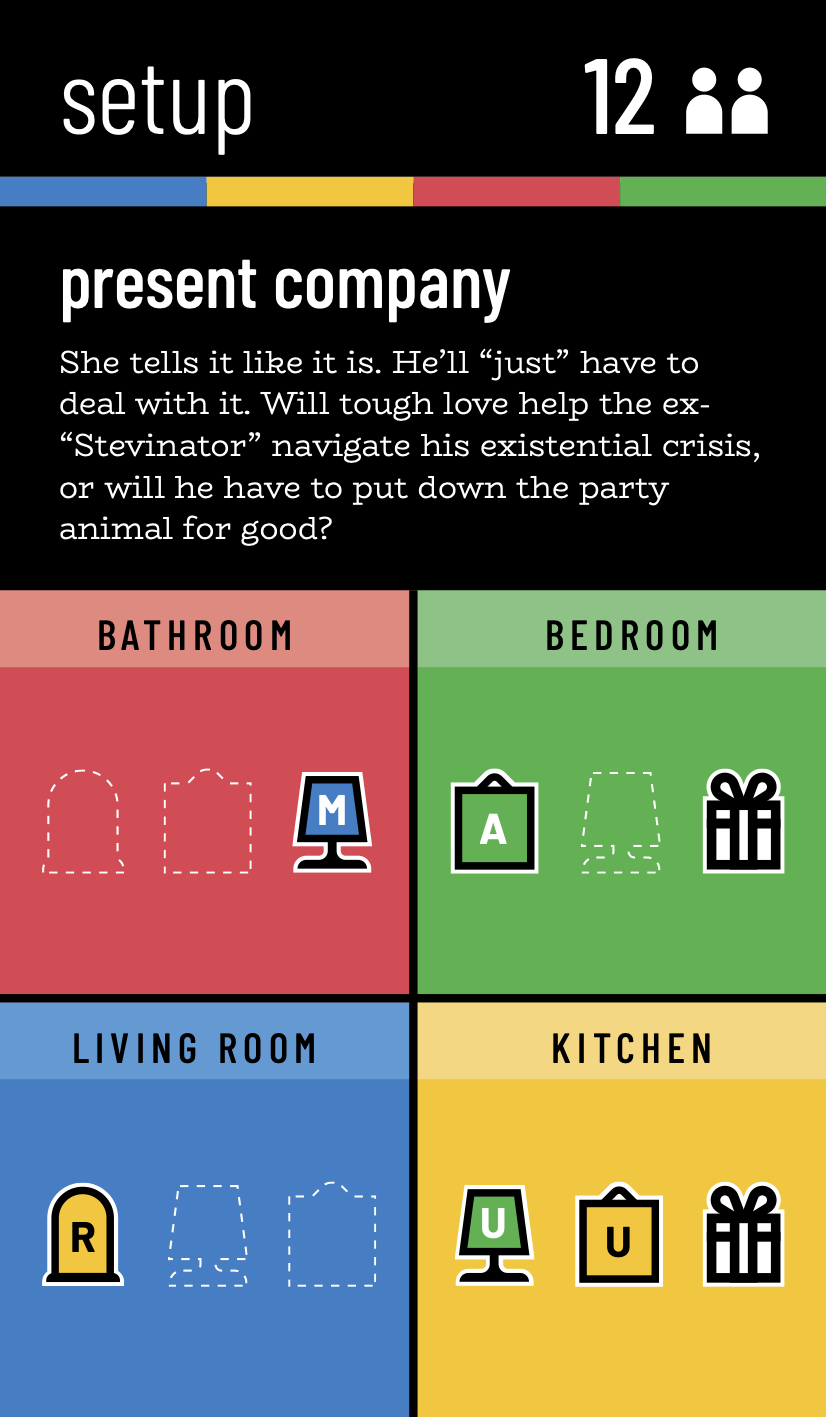 setup 12
present company
She tells it like it is. He’ll “just” have to
deal with it. Will tough love help the ex-
“Stevinator” navigate his existential crisis,
or will he have to put down the party
animal for good?
BATHROOM
M
BEDROOM
A
LIVING ROOM
R
KITCHEN
U U